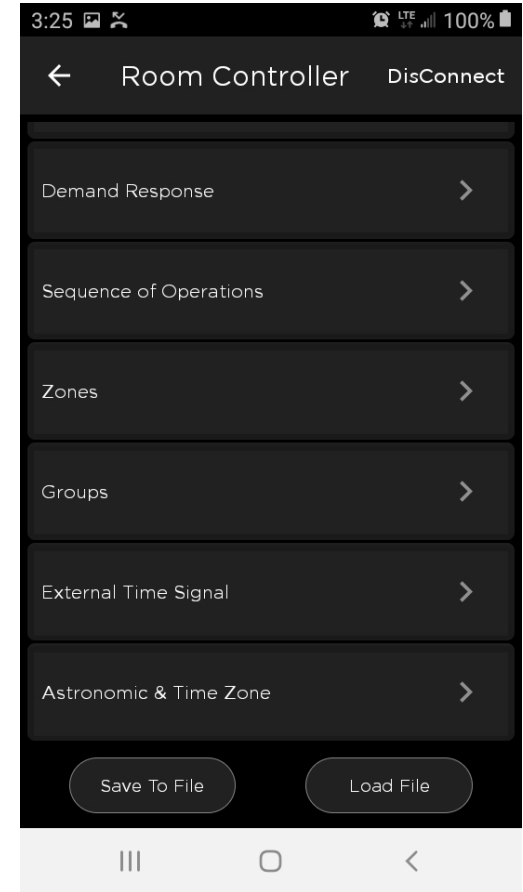 3:25 LTE 100%
Room Controller DisConnect
Demand Response
Sequence of Operations
Zones
Groups
External Time Signal
Astronomic & Time Zone
Save To File Load File